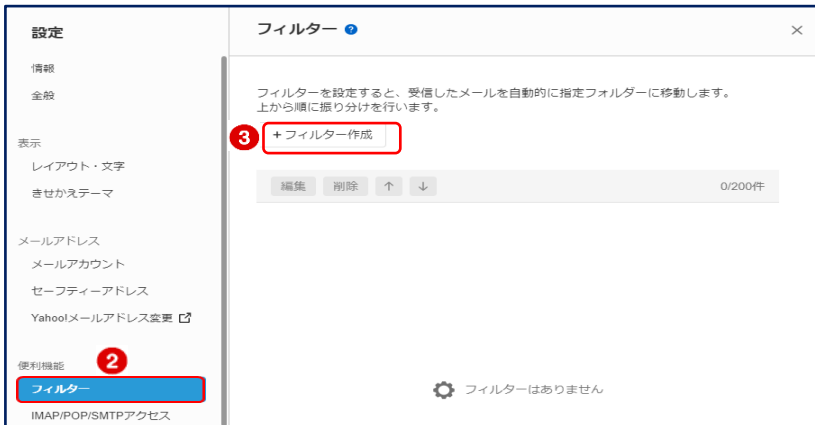 設定
情報
全般
表示
レイアウト・文字
きせかえテーマ
メールアドレス
メールアカウント
セーフティーアドレス
Yahoo!メールアドレス変更
便利機能
2
フィルター
IMAP/POP/SMTPアクセス
フィルター ?
フィルターを設定すると、受信したメールを自動的に指定フォルダーに移動します。
上から順に振り分けを行います。
3
+フィルター作成
編集 削除 ↑ ↓ 0/200件
フィルターはありません